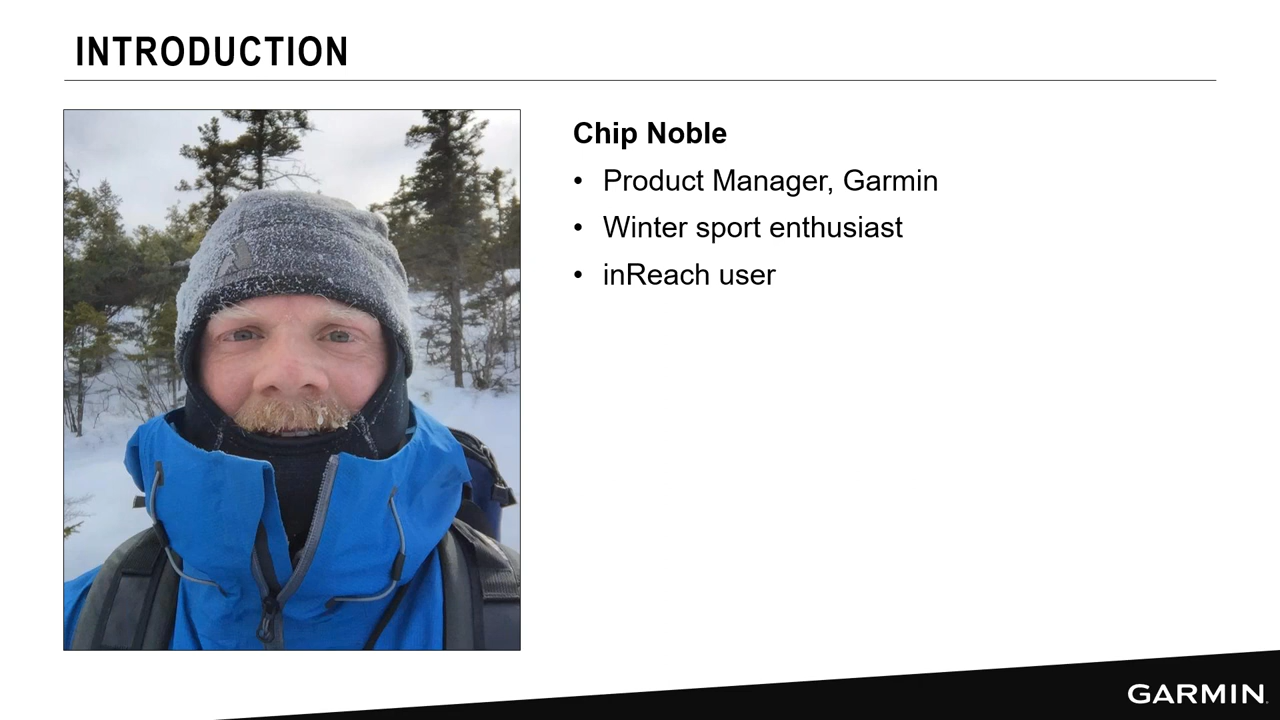 INTRODUCTION
Chip Noble
• Product Manager, Garmin
• Winter sport enthusiast
• inReach user
GARMIN